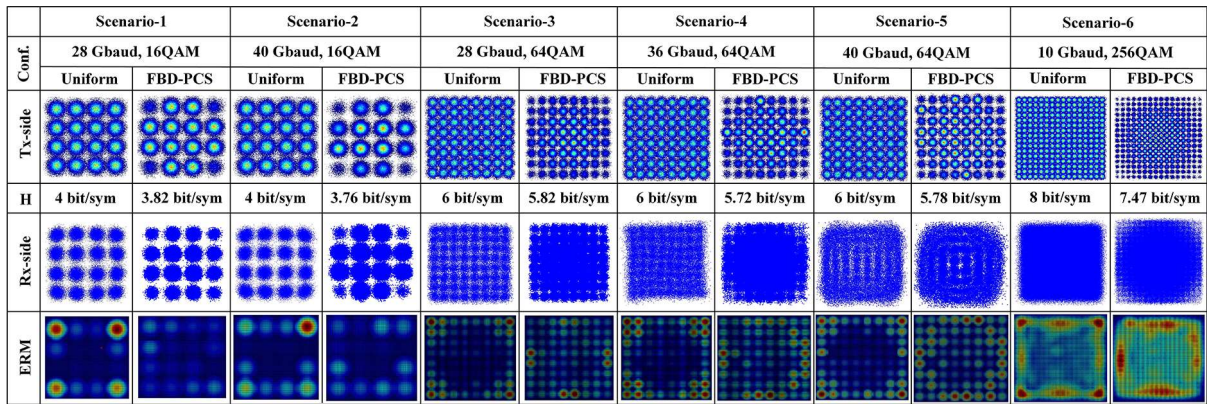 Scenario-1 Scenario-2 Scenario-3 Scenario-4 Scenario-5 Scenario-6
Conf.
28 Gbaud, 16QAM 40 Gbaud, 16QAM 28 Gbaud, 64QAM 36 Gbaud, 64QAM 40 Gbaud, 64QAM 10 Gbaud, 256QAM
Uniform FBD-PCS Uniform FBD-PCS Uniform FBD-PCS Uniform FBD-PCS Uniform FBD-PCS Uniform FBD-PCS
Tx-side
H 4 bit/sym 3.82 bit/sym 4 bit/sym 3.76 bit/sym 6 bit/sym 5.82 bit/sym 6 bit/sym 5.72 bit/sym 6 bit/sym 5.78 bit/sym 8 bit/sym 7.47 bit/sym
Rx-side
ERM